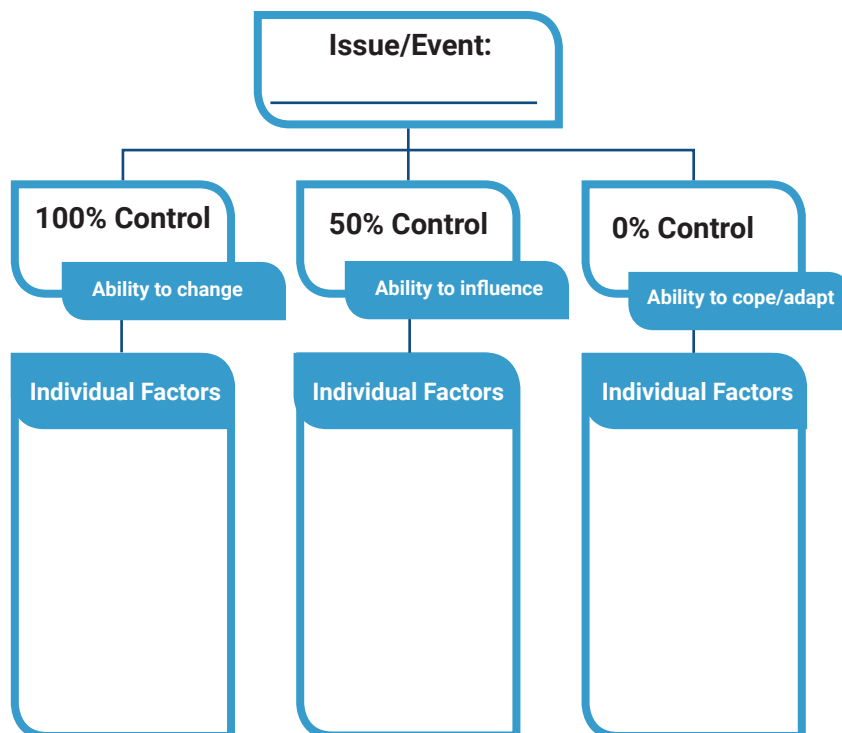 Issue/Event:
100% Control
50% Control
0% Control
Ability to change
Ability to influence
Ability to cope/adapt
Individual Factors
Individual Factors
Individual Factors